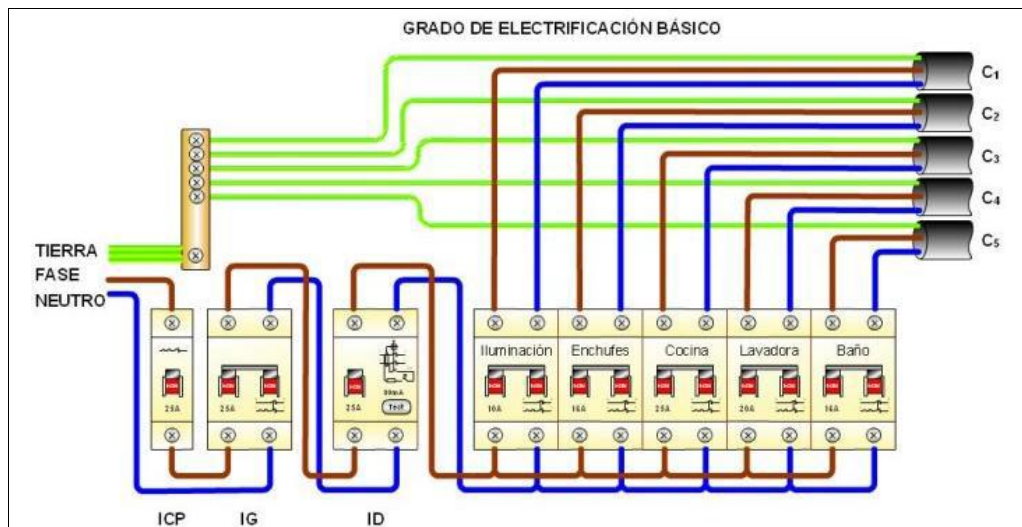 GRADO DE ELECTRIFICACIÓN BÁSICO
C1
C2
C3
C4
C5
TIERRA
FASE
NEUTRO
Iluminación
Enchufes
Cocina
Lavadora
Baño
25A
25A
25A
Test
10A
16A
25A
20A
16A
ICP
IG
ID